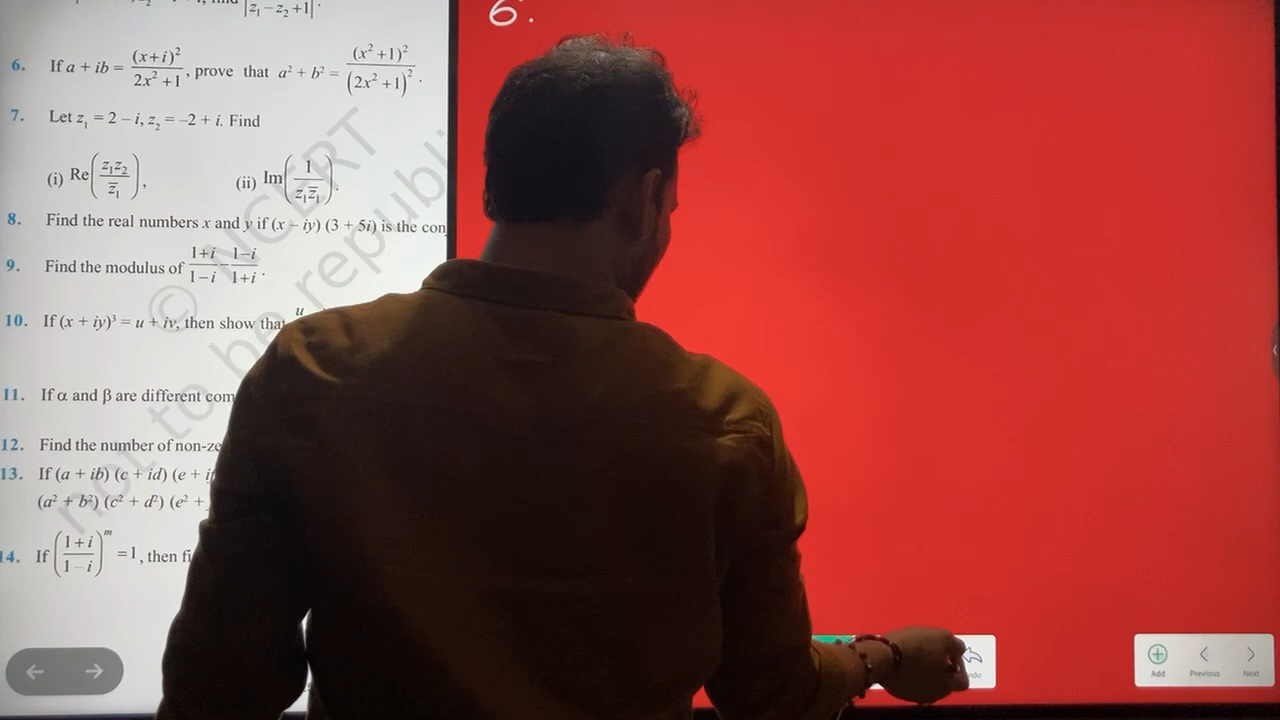 |z₁ – z₂ +1| .
6.
6. If a + ib = (x+i)² / 2x² +1 , prove that a² + b² = (x² +1)² / (2x² +1)² .
7. Let z₁ = 2 – i, z₂ = –2 + i. Find
(i) Re(z₁z₂ / z̄₁), (ii) Im(1 / z₁z̄₁).
8. Find the real numbers x and y if (x – iy) (3 + 5i) is the con
9. Find the modulus of 1+i / 1–i – 1–i / 1+i .
10. If (x + iy)³ = u + iv, then show that u
11. If α and β are different com
12. Find the number of non-ze
13. If (a + ib) (c + id) (e + i
(a² + b²) (c² + d²) (e² +
14. If (1+i / 1–i)ᵐ =1, then fi
© NCERT
not to be republi
Add Previous Next